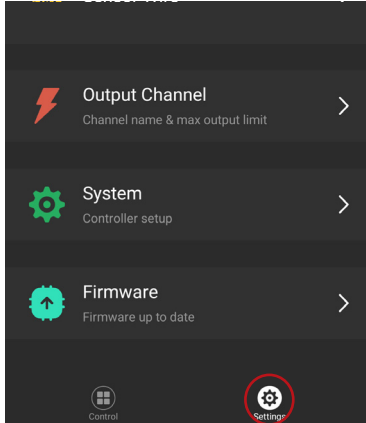 Output Channel
Channel name & max output limit
System
Controller setup
Firmware
Firmware up to date
Control
Settings